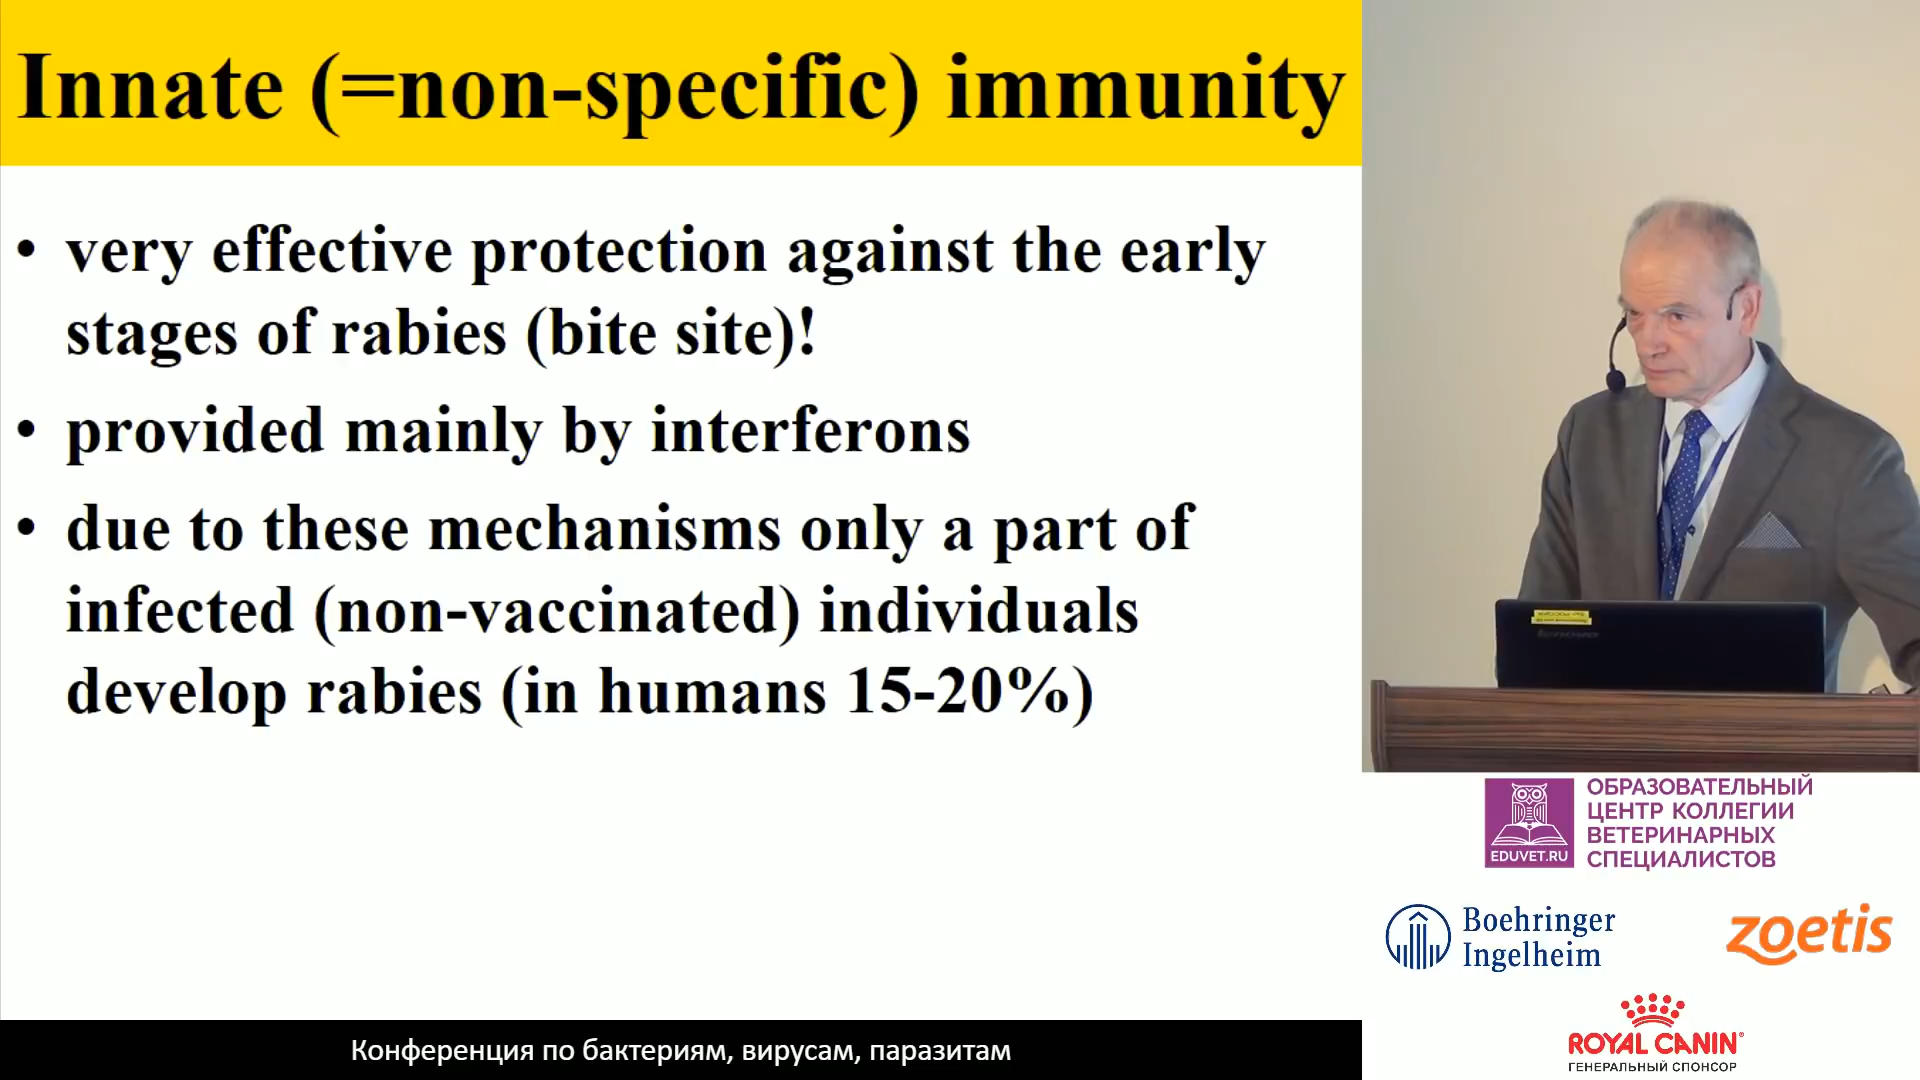 Innate (=non-specific) immunity
• very effective protection against the early
stages of rabies (bite site)!
• provided mainly by interferons
• due to these mechanisms only a part of
infected (non-vaccinated) individuals
develop rabies (in humans 15-20%)
EDUVET.RU
ОБРАЗОВАТЕЛЬНЫЙ
ЦЕНТР КОЛЛЕГИИ
ВЕТЕРИНАРНЫХ
СПЕЦИАЛИСТОВ
Boehringer
Ingelheim
zoetis
ROYAL CANIN
ГЕНЕРАЛЬНЫЙ СПОНСОР
Конференция по бактериям, вирусам, паразитам